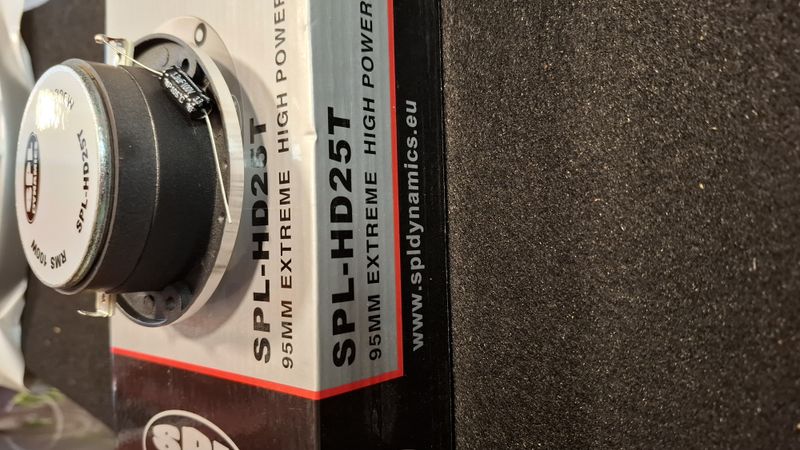 SPL-HD25T
RMS 100W
SPL-HD25T
95MM EXTREME HIGH POWER
SPL-HD25T
95MM EXTREME HIGH POWER
www.spldynamics.eu
SPL